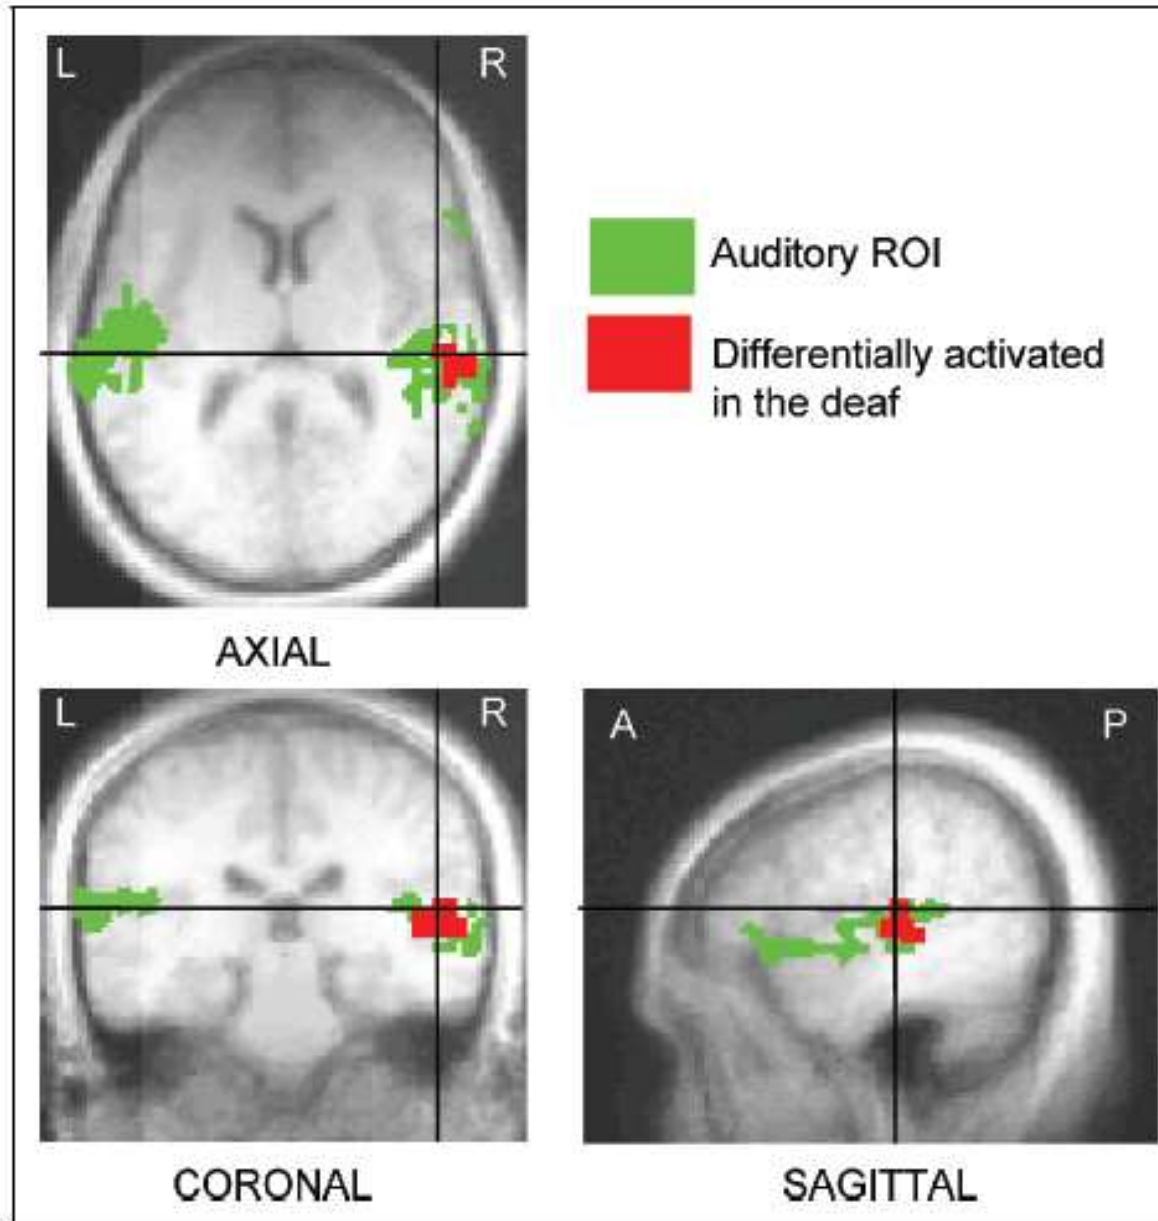 L R
Auditory ROI
Differentially activated
in the deaf
AXIAL
L R
A P
CORONAL
SAGITTAL